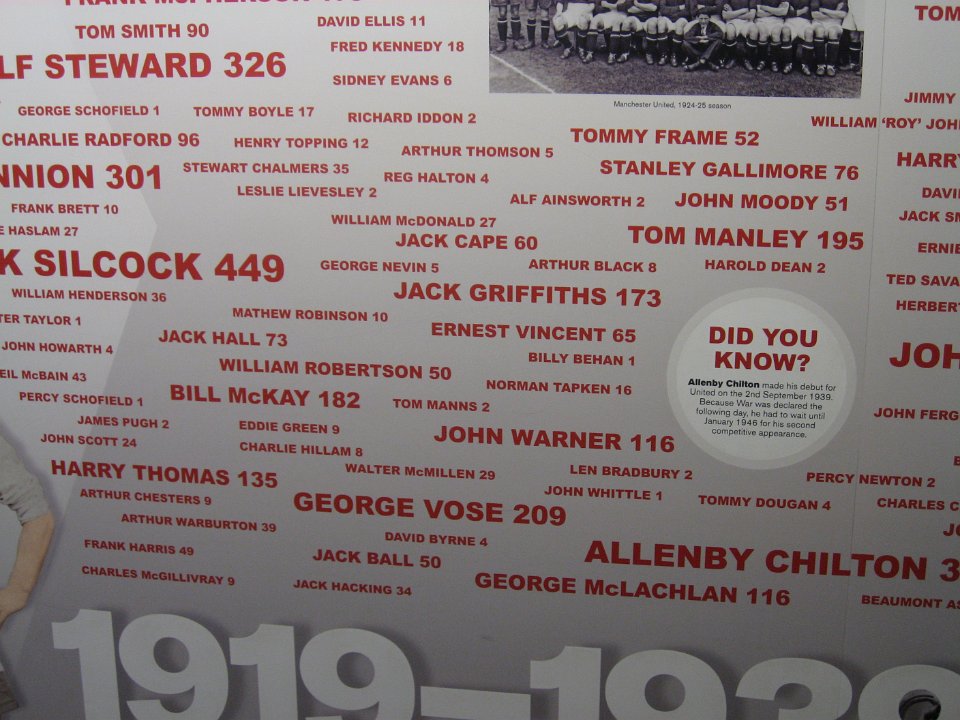 TOM SMITH 90
DAVID ELLIS 11
FRED KENNEDY 18
LF STEWARD 326
SIDNEY EVANS 6
Manchester United, 1924-25 season
TOM
JIMMY
GEORGE SCHOFIELD 1
TOMMY BOYLE 17
RICHARD IDDON 2
WILLIAM 'ROY' JOH
CHARLIE RADFORD 96
HENRY TOPPING 12
ARTHUR THOMSON 5
TOMMY FRAME 52
HARRY
NNION 301
STEWART CHALMERS 35
REG HALTON 4
STANLEY GALLIMORE 76
LESLIE LIEVESLEY 2
ALF AINSWORTH 2
JOHN MOODY 51
DAVI
FRANK BRETT 10
WILLIAM McDONALD 27
JACK SM
E HASLAM 27
JACK CAPE 60
TOM MANLEY 195
ERNIE
K SILCOCK 449
GEORGE NEVIN 5
ARTHUR BLACK 8
HAROLD DEAN 2
TED SAVA
WILLIAM HENDERSON 36
JACK GRIFFITHS 173
HERBER
TER TAYLOR 1
MATHEW ROBINSON 10
JACK HALL 73
ERNEST VINCENT 65
DID YOU
KNOW?
Allenby Chilton made his debut for
United on the 2nd September 1939.
Because War was declared the
following day, he had to wait until
January 1946 for his second
competitive appearance.
JOHN HOWARTH 4
BILLY BEHAN 1
JOH
EIL McBAIN 43
WILLIAM ROBERTSON 50
NORMAN TAPKEN 16
PERCY SCHOFIELD 1
BILL McKAY 182
TOM MANNS 2
JOHN FERG
JAMES PUGH 2
EDDIE GREEN 9
JOHN WARNER 116
JOHN SCOTT 24
CHARLIE HILLAM 8
HARRY THOMAS 135
WALTER McMILLEN 29
LEN BRADBURY 2
PERCY NEWTON 2
ARTHUR CHESTERS 9
JOHN WHITTLE 1
TOMMY DOUGAN 4
CHARLES C
GEORGE VOSE 209
ARTHUR WARBURTON 39
DAVID BYRNE 4
FRANK HARRIS 49
JACK BALL 50
ALLENBY CHILTON 3
CHARLES McGILLIVRAY 9
JACK HACKING 34
GEORGE McLACHLAN 116
BEAUMONT AS
1919–1939